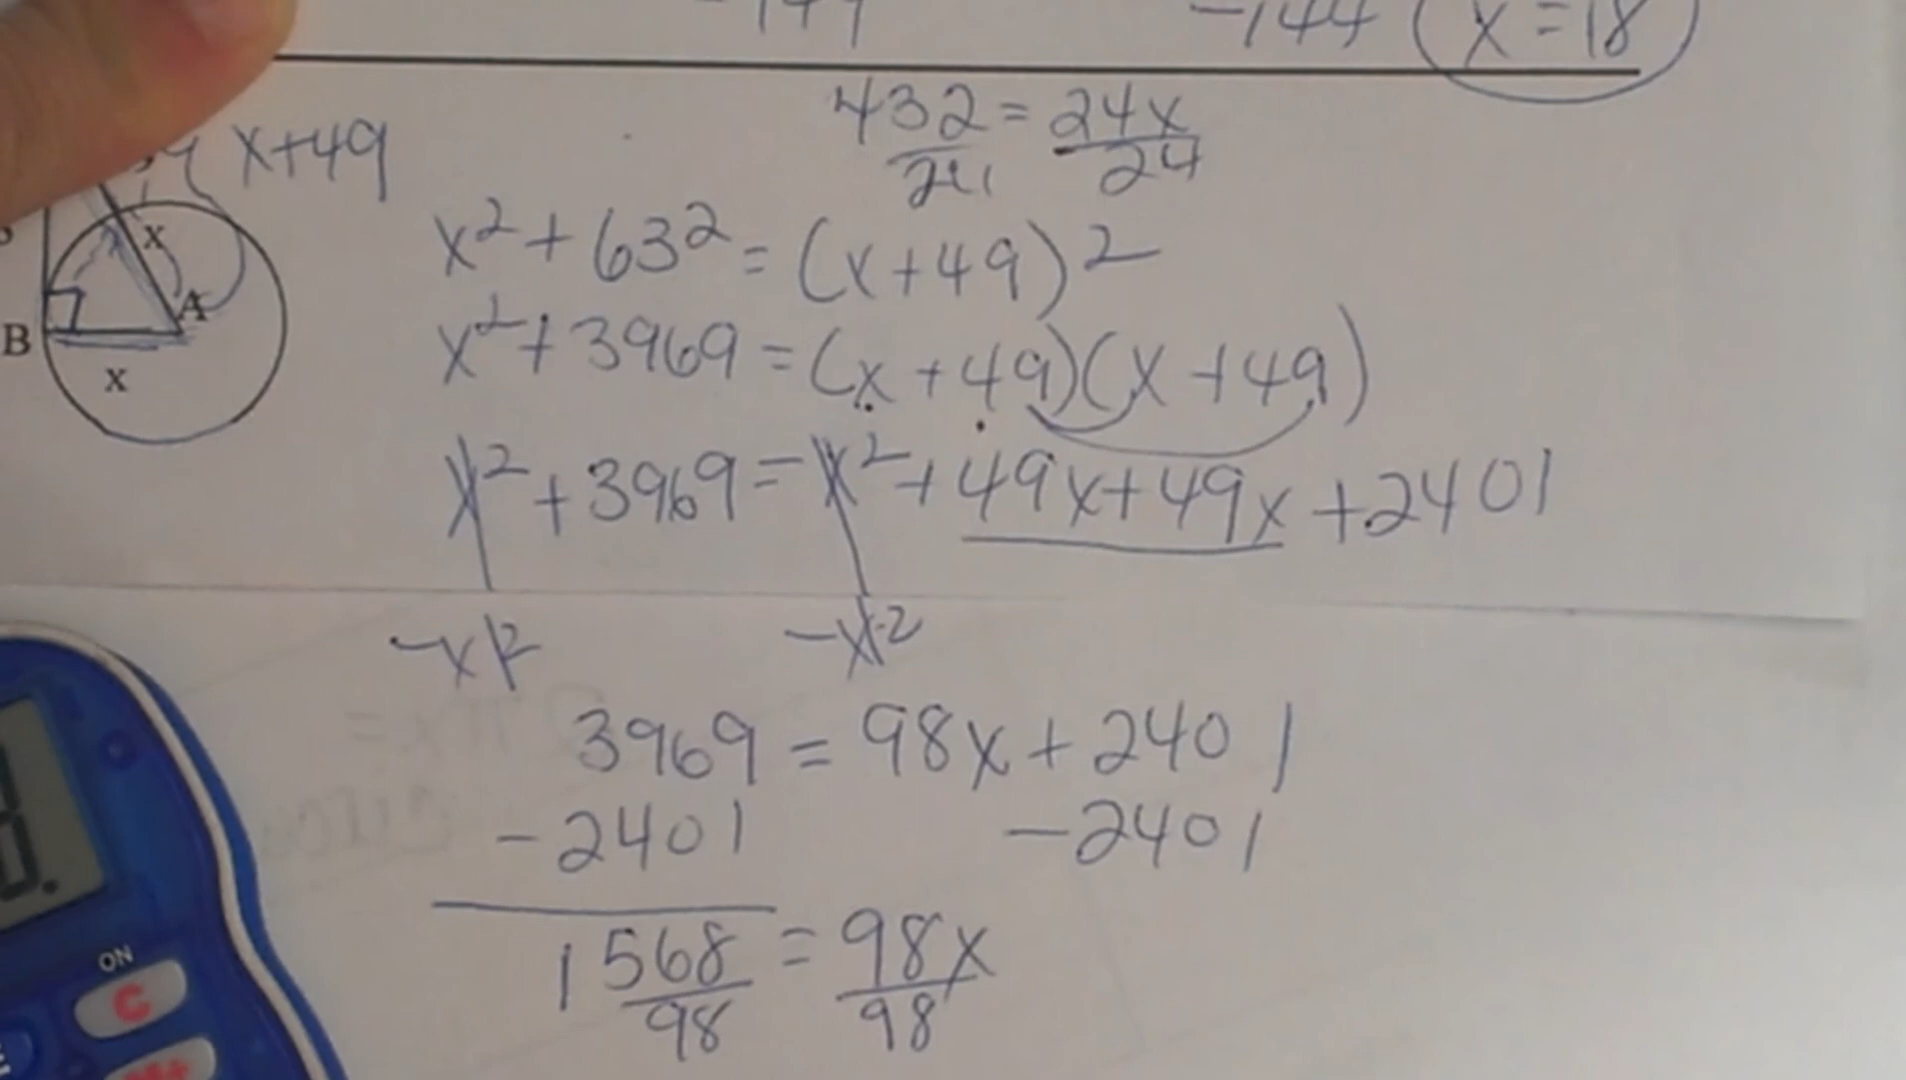 -144 -144 x = 18
432 = 24x
24 24
x+49
x² + 63² = (x+49)²
x
A
x² + 3969 = (x+49)(x+49)
B
x
x² + 3969 = x² + 49x + 49x + 2401
-x² -x²
3969 = 98x + 2401
-2401 -2401
1568 = 98x
98 98
ON
C